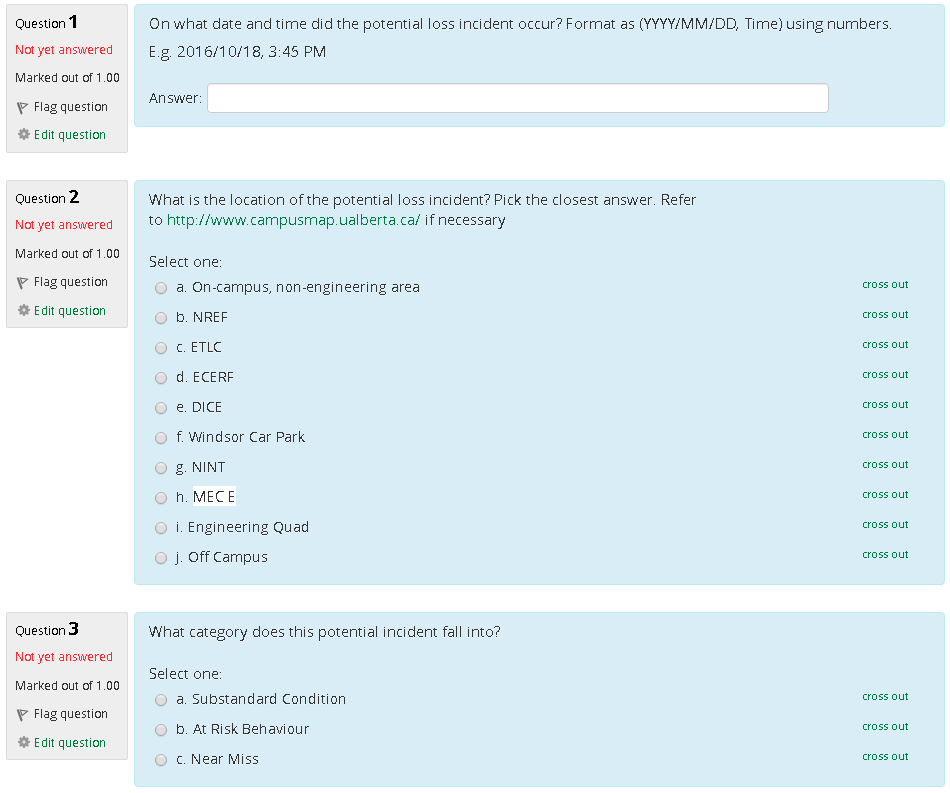 Question 1
Not yet answered
Marked out of 1.00
Flag question
Edit question
On what date and time did the potential loss incident occur? Format as (YYYY/MM/DD, Time) using numbers.
E.g. 2016/10/18, 3:45 PM
Answer:
Question 2
Not yet answered
Marked out of 1.00
Flag question
Edit question
What is the location of the potential loss incident? Pick the closest answer. Refer
to http://www.campusmap.ualberta.ca/ if necessary
Select one:
a. On-campus, non-engineering area cross out
b. NREF cross out
c. ETLC cross out
d. ECERF cross out
e. DICE cross out
f. Windsor Car Park cross out
g. NINT cross out
h. MEC E cross out
i. Engineering Quad cross out
j. Off Campus cross out
Question 3
Not yet answered
Marked out of 1.00
Flag question
Edit question
What category does this potential incident fall into?
Select one:
a. Substandard Condition cross out
b. At Risk Behaviour cross out
c. Near Miss cross out